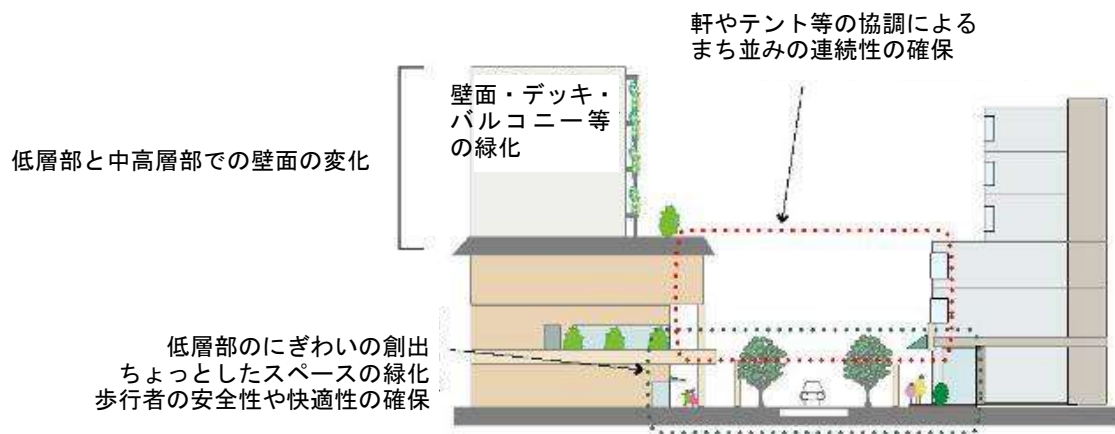 軒やテント等の協調による
まち並みの連続性の確保
壁面・デッキ・
バルコニー等
の緑化
低層部と中高層部での壁面の変化
低層部のにぎわいの創出
ちょっとしたスペースの緑化
歩行者の安全性や快適性の確保